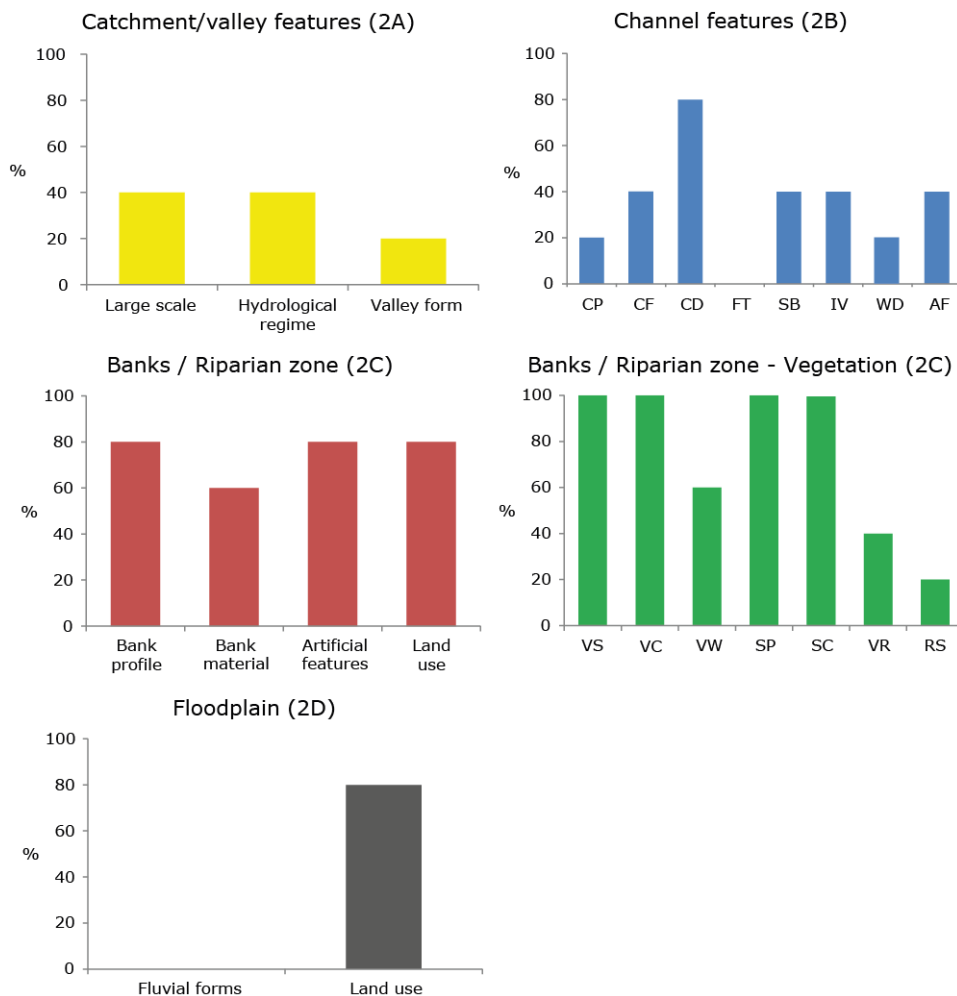 Catchment/valley features (2A)
100
80
60
%
40
20
0
Large scale
Hydrological
regime
Valley form
Channel features (2B)
100
80
60
%
40
20
0
CP
CF
CD
FT
SB
IV
WD
AF
Banks / Riparian zone (2C)
100
80
60
%
40
20
0
Bank
profile
Bank
material
Artificial
features
Land
use
Banks / Riparian zone - Vegetation (2C)
100
80
60
%
40
20
0
VS
VC
VW
SP
SC
VR
RS
Floodplain (2D)
100
80
60
%
40
20
0
Fluvial forms
Land use